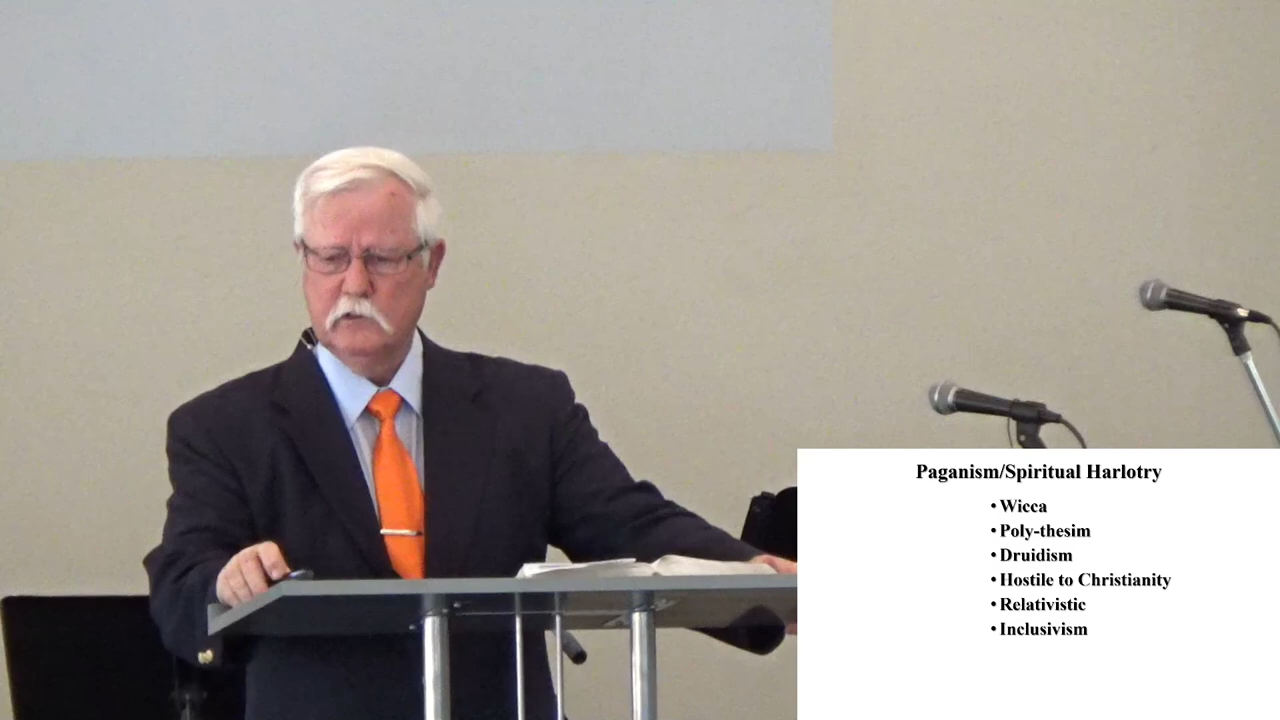 Paganism/Spiritual Harlotry
• Wicca
• Poly-thesim
• Druidism
• Hostile to Christianity
• Relativistic
• Inclusivism